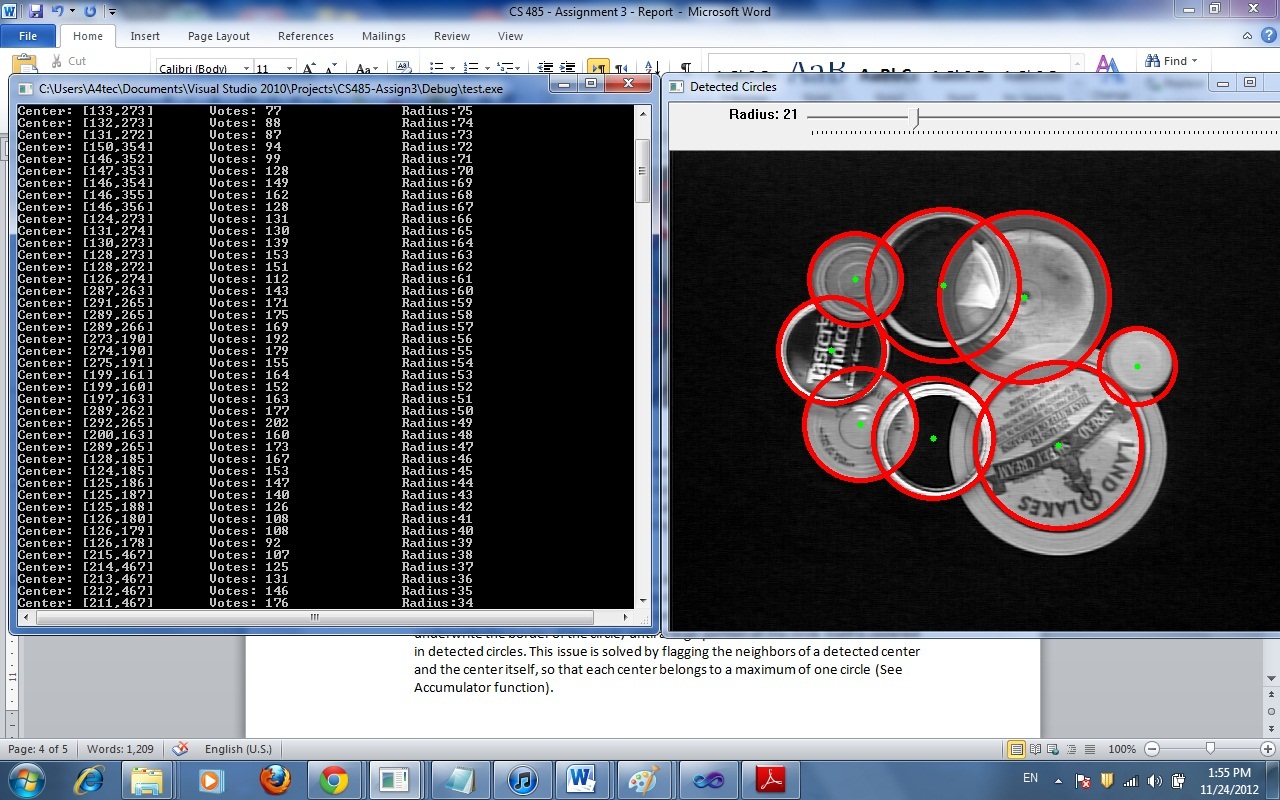 CS 485 - Assignment 3 - Report - Microsoft Word
File Home Insert Page Layout References Mailings Review View
Cut
Calibri (Body) 11
Find
C:\Users\A4tec\Documents\Visual Studio 2010\Projects\CS485-Assign3\Debug\test.exe
Center: [133,273] Votes: 77 Radius:75
Center: [132,273] Votes: 88 Radius:74
Center: [131,272] Votes: 87 Radius:73
Center: [150,354] Votes: 94 Radius:72
Center: [146,352] Votes: 99 Radius:71
Center: [147,353] Votes: 128 Radius:70
Center: [146,354] Votes: 149 Radius:69
Center: [146,355] Votes: 162 Radius:68
Center: [146,356] Votes: 128 Radius:67
Center: [124,273] Votes: 131 Radius:66
Center: [131,274] Votes: 130 Radius:65
Center: [130,273] Votes: 139 Radius:64
Center: [128,273] Votes: 153 Radius:63
Center: [128,272] Votes: 151 Radius:62
Center: [126,274] Votes: 112 Radius:61
Center: [287,263] Votes: 143 Radius:60
Center: [291,265] Votes: 171 Radius:59
Center: [289,265] Votes: 175 Radius:58
Center: [289,266] Votes: 169 Radius:57
Center: [273,190] Votes: 192 Radius:56
Center: [274,190] Votes: 179 Radius:55
Center: [275,191] Votes: 155 Radius:54
Center: [199,161] Votes: 164 Radius:53
Center: [199,160] Votes: 152 Radius:52
Center: [197,163] Votes: 163 Radius:51
Center: [289,262] Votes: 177 Radius:50
Center: [292,265] Votes: 202 Radius:49
Center: [200,163] Votes: 160 Radius:48
Center: [289,265] Votes: 173 Radius:47
Center: [128,185] Votes: 167 Radius:46
Center: [124,185] Votes: 153 Radius:45
Center: [125,186] Votes: 147 Radius:44
Center: [125,187] Votes: 140 Radius:43
Center: [125,188] Votes: 126 Radius:42
Center: [126,180] Votes: 108 Radius:41
Center: [126,179] Votes: 108 Radius:40
Center: [126,178] Votes: 92 Radius:39
Center: [215,467] Votes: 107 Radius:38
Center: [214,467] Votes: 125 Radius:37
Center: [213,467] Votes: 131 Radius:36
Center: [212,467] Votes: 146 Radius:35
Center: [211,467] Votes: 176 Radius:34
Detected Circles
Radius: 21
Taster's
Choice
SPREAD
SWEET CREAM
LAND O LAKES
in detected circles. This issue is solved by flagging the neighbors of a detected center
and the center itself, so that each center belongs to a maximum of one circle (See
Accumulator function).
Page: 4 of 5 Words: 1,209 English (U.S.) 100%
EN 1:55 PM
11/24/2012